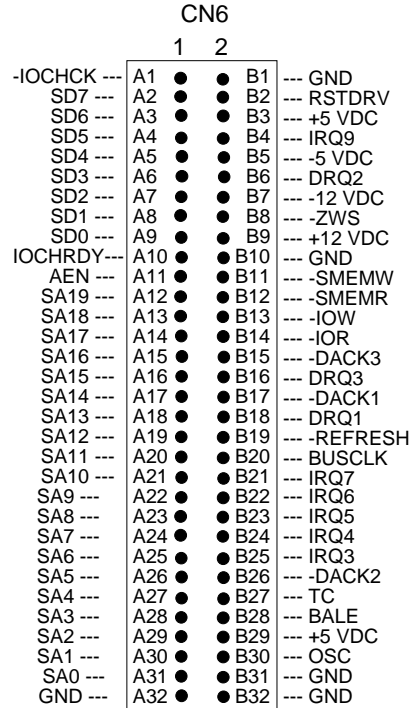 CN6
1 2
-IOCHCK --- A1 B1 --- GND
SD7 --- A2 B2 --- RSTDRV
SD6 --- A3 B3 --- +5 VDC
SD5 --- A4 B4 --- IRQ9
SD4 --- A5 B5 --- -5 VDC
SD3 --- A6 B6 --- DRQ2
SD2 --- A7 B7 --- -12 VDC
SD1 --- A8 B8 --- -ZWS
SD0 --- A9 B9 --- +12 VDC
IOCHRDY--- A10 B10 --- GND
AEN --- A11 B11 --- -SMEMW
SA19 --- A12 B12 --- -SMEMR
SA18 --- A13 B13 --- -IOW
SA17 --- A14 B14 --- -IOR
SA16 --- A15 B15 --- -DACK3
SA15 --- A16 B16 --- DRQ3
SA14 --- A17 B17 --- -DACK1
SA13 --- A18 B18 --- DRQ1
SA12 --- A19 B19 --- -REFRESH
SA11 --- A20 B20 --- BUSCLK
SA10 --- A21 B21 --- IRQ7
SA9 --- A22 B22 --- IRQ6
SA8 --- A23 B23 --- IRQ5
SA7 --- A24 B24 --- IRQ4
SA6 --- A25 B25 --- IRQ3
SA5 --- A26 B26 --- -DACK2
SA4 --- A27 B27 --- TC
SA3 --- A28 B28 --- BALE
SA2 --- A29 B29 --- +5 VDC
SA1 --- A30 B30 --- OSC
SA0 --- A31 B31 --- GND
GND --- A32 B32 --- GND